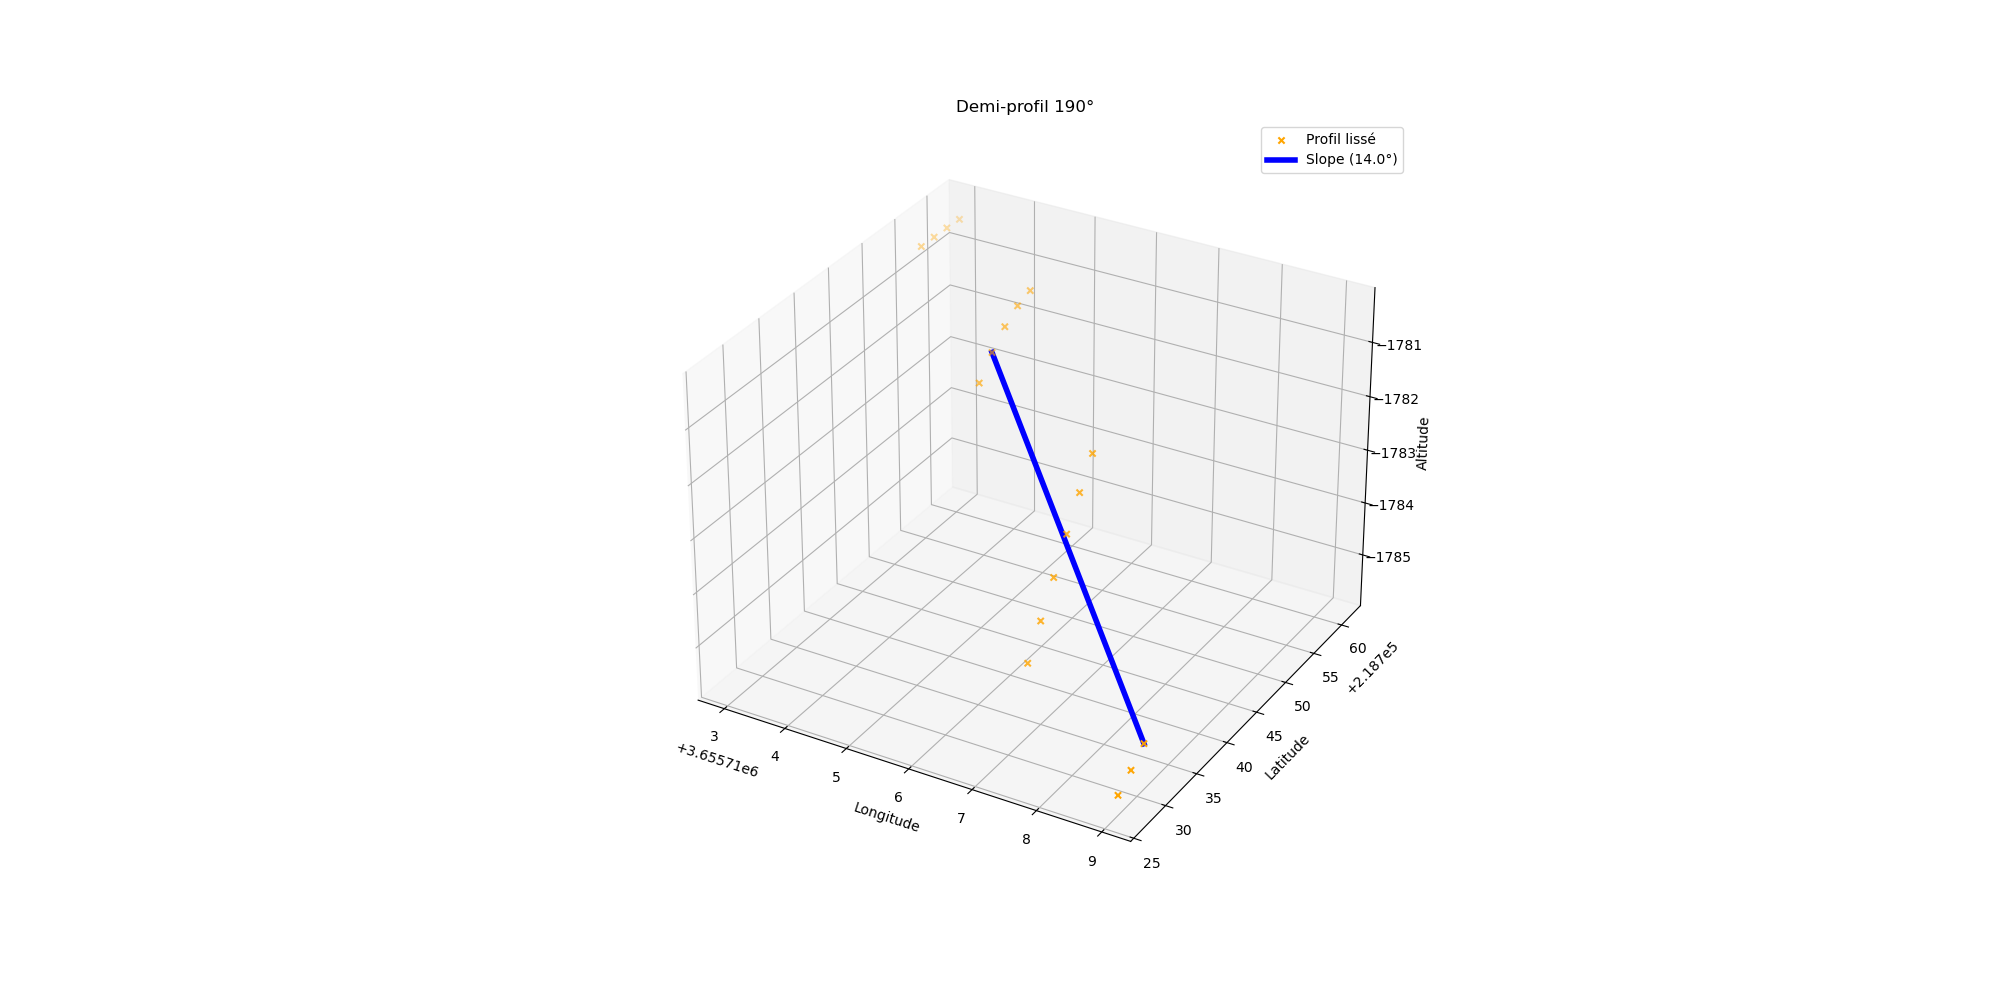 Demi-profil 190°
Profil lissé
Slope (14.0°)
−1781
−1782
−1783
−1784
−1785
Altitude
3
4
5
6
7
8
9
+3.65571e6
Longitude
25
30
35
40
45
50
55
60
+2.187e5
Latitude